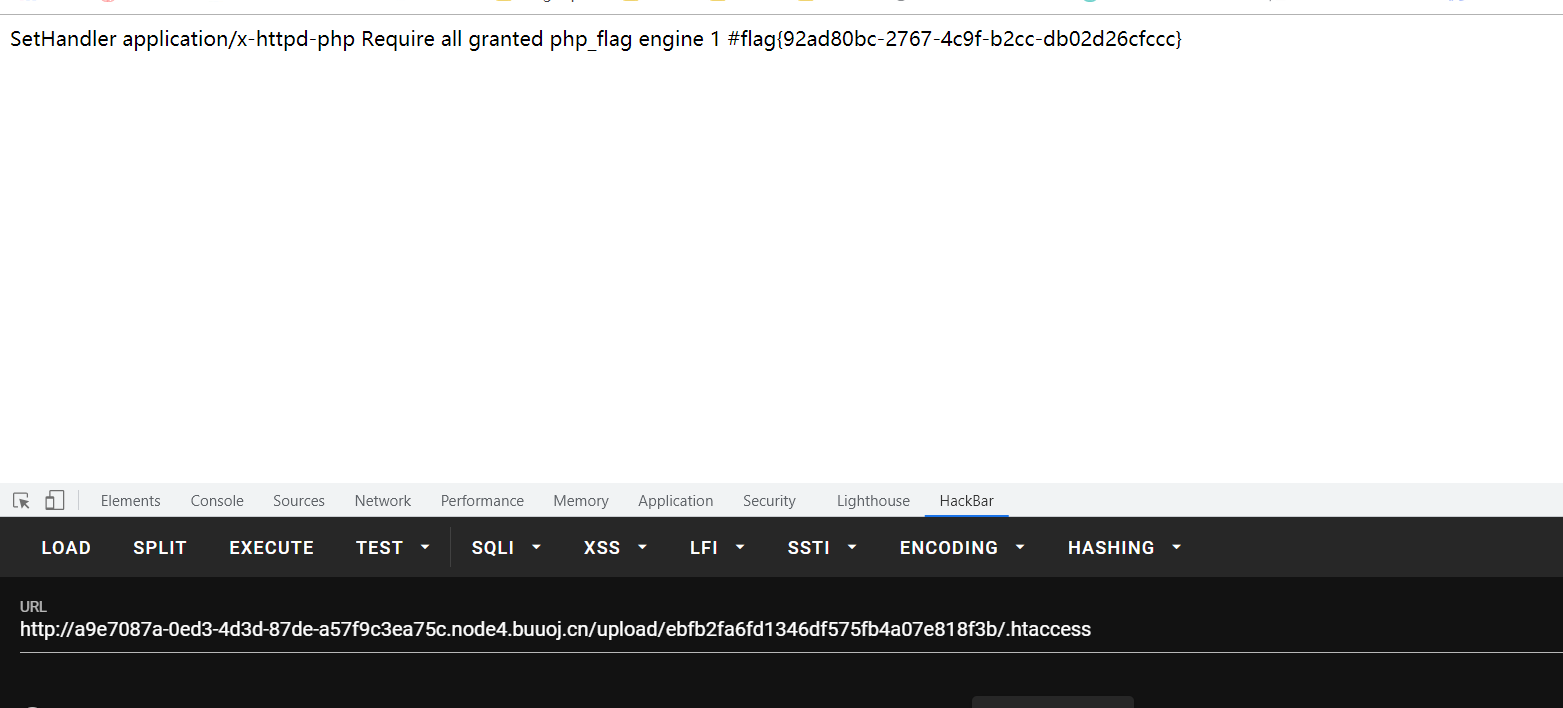 SetHandler application/x-httpd-php Require all granted php_flag engine 1 #flag{92ad80bc-2767-4c9f-b2cc-db02d26cfccc}
Elements Console Sources Network Performance Memory Application Security Lighthouse HackBar
LOAD SPLIT EXECUTE TEST SQLI XSS LFI SSTI ENCODING HASHING
URL
http://a9e7087a-0ed3-4d3d-87de-a57f9c3ea75c.node4.buuoj.cn/upload/ebfb2fa6fd1346df575fb4a07e818f3b/.htaccess